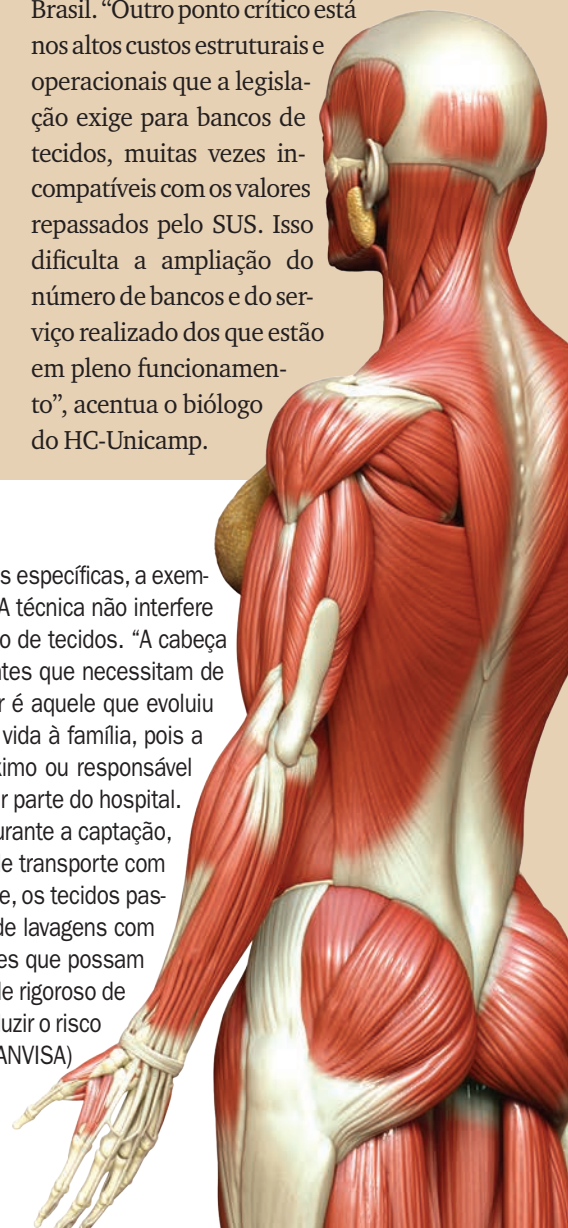 Brasil. “Outro ponto crítico está
nos altos custos estruturais e
operacionais que a legisla-
ção exige para bancos de
tecidos, muitas vezes in-
compatíveis com os valores
repassados pelo SUS. Isso
dificulta a ampliação do
número de bancos e do ser-
viço realizado dos que estão
em pleno funcionamen-
to”, acentua o biólogo
do HC-Unicamp.
s específicas, a exem-
A técnica não interfere
o de tecidos. “A cabeça
ntes que necessitam de
r é aquele que evoluiu
vida à família, pois a
ximo ou responsável
r parte do hospital.
urante a captação,
e transporte com
e, os tecidos pas-
de lavagens com
es que possam
le rigoroso de
luzir o risco
ANVISA)